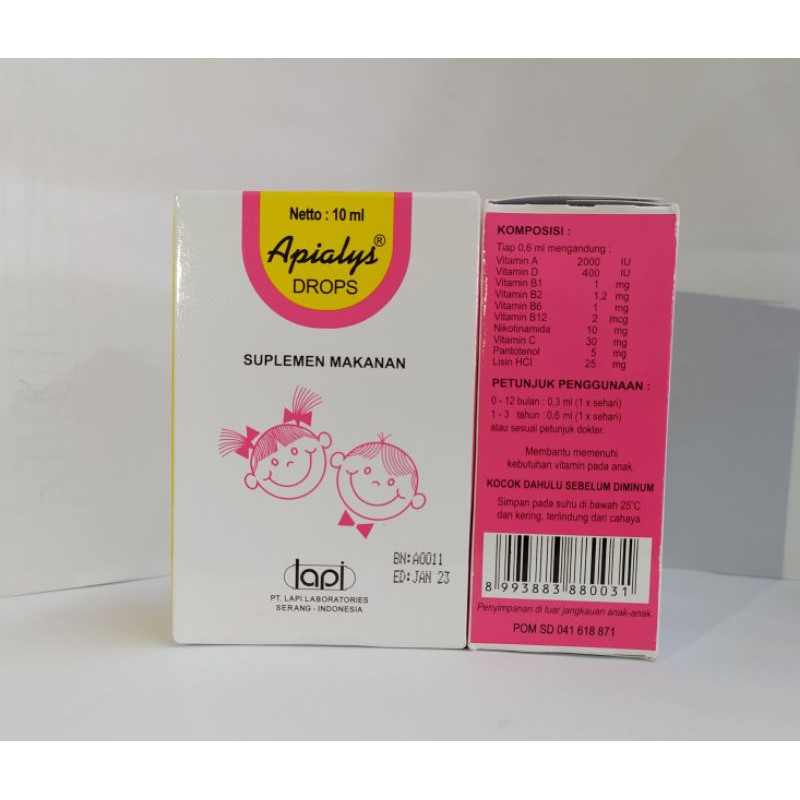 Netto : 10 ml
Apialys®
DROPS
SUPLEMEN MAKANAN
lapi
PT. LAPI LABORATORIES
SERANG - INDONESIA
BN:A0011
ED:JAN 23
KOMPOSISI :
Tiap 0,6 ml mengandung :
Vitamin A 2000 IU
Vitamin D 400 IU
Vitamin B1 1 mg
Vitamin B2 1,2 mg
Vitamin B6 1 mg
Vitamin B12 2 mcg
Nikotinamida 10 mg
Vitamin C 30 mg
Pantotenol 5 mg
Lisin HCl 25 mg
PETUNJUK PENGGUNAAN :
0 - 12 bulan : 0,3 ml (1 x sehari)
1 - 3 tahun : 0,6 ml (1 x sehari)
atau sesuai petunjuk dokter.
Membantu memenuhi
kebutuhan vitamin pada anak.
KOCOK DAHULU SEBELUM DIMINUM
Simpan pada suhu di bawah 25°C
dan kering, terlindung dari cahaya
8 993883 880031
Penyimpanan di luar jangkauan anak-anak.
POM SD 041 618 871